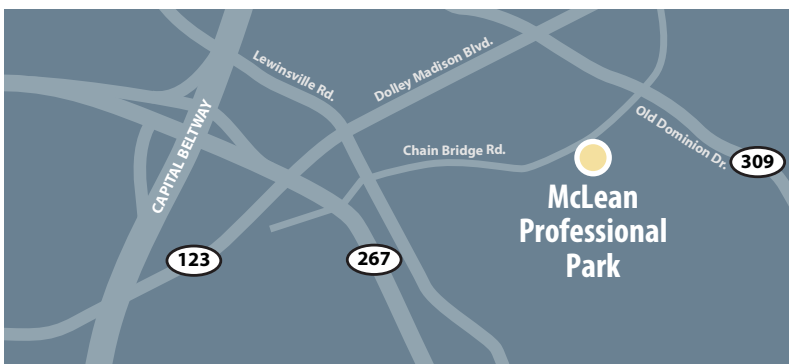 Lewinsville Rd.
Dolley Madison Blvd.
CAPITAL BELTWAY
Chain Bridge Rd.
Old Dominion Dr.
309
McLean
Professional
Park
123
267